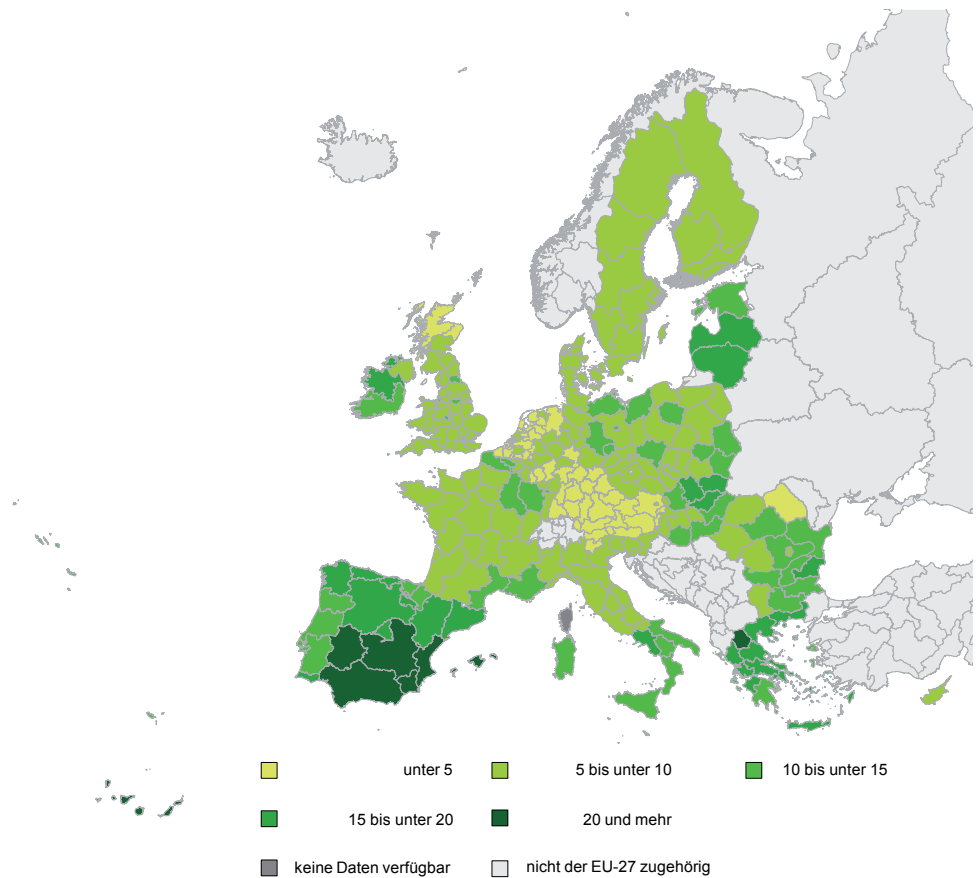 unter 5
5 bis unter 10
10 bis unter 15
15 bis unter 20
20 und mehr
keine Daten verfügbar
nicht der EU-27 zugehörig